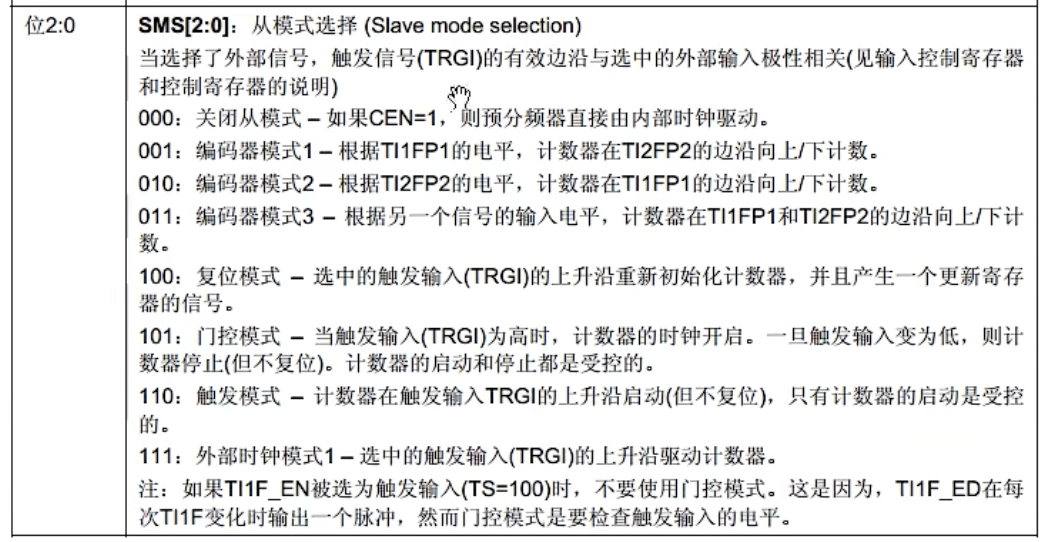 位2:0
SMS[2:0]：从模式选择 (Slave mode selection)
当选择了外部信号，触发信号(TRGI)的有效边沿与选中的外部输入极性相关(见输入控制寄存器
和控制寄存器的说明)
000：关闭从模式 – 如果CEN=1，则预分频器直接由内部时钟驱动。
001：编码器模式1 – 根据TI1FP1的电平，计数器在TI2FP2的边沿向上/下计数。
010：编码器模式2 – 根据TI2FP2的电平，计数器在TI1FP1的边沿向上/下计数。
011：编码器模式3 – 根据另一个信号的输入电平，计数器在TI1FP1和TI2FP2的边沿向上/下计
数。
100：复位模式 – 选中的触发输入(TRGI)的上升沿重新初始化计数器，并且产生一个更新寄存
器的信号。
101：门控模式 – 当触发输入(TRGI)为高时，计数器的时钟开启。一旦触发输入变为低，则计
数器停止(但不复位)。计数器的启动和停止都是受控的。
110：触发模式 – 计数器在触发输入TRGI的上升沿启动(但不复位)，只有计数器的启动是受控
的。
111：外部时钟模式1 – 选中的触发输入(TRGI)的上升沿驱动计数器。
注：如果TI1F_EN被选为触发输入(TS=100)时，不要使用门控模式。这是因为，TI1F_ED在每
次TI1F变化时输出一个脉冲，然而门控模式是要检查触发输入的电平。